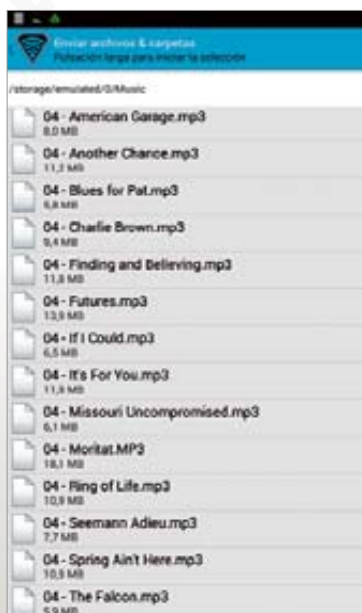 Enviar archivos & carpetas
Pulsación larga para iniciar la selección
/storage/emulated/0/Music
04 - American Garage.mp3
8,0 MB
04 - Another Chance.mp3
11,2 MB
04 - Blues for Pat.mp3
5,8 MB
04 - Charlie Brown.mp3
9,4 MB
04 - Finding and Believing.mp3
11,8 MB
04 - Futures.mp3
13,9 MB
04 - If I Could.mp3
6,5 MB
04 - It's For You.mp3
11,9 MB
04 - Missouri Uncompromised.mp3
6,1 MB
04 - Moritat.MP3
18,1 MB
04 - Ring of Life.mp3
10,9 MB
04 - Seemann Adieu.mp3
7,7 MB
04 - Spring Ain't Here.mp3
10,5 MB
04 - The Falcon.mp3
5,9 MB